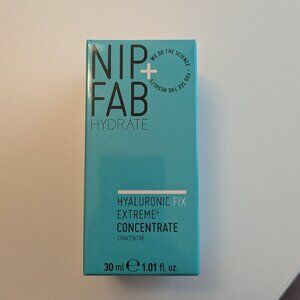 NIP+
FAB
HYDRATE
WE DO THE SCIENCE • YOU SEE THE RESULTS •
HYALURONIC FIX
EXTREME⁴
CONCENTRATE
CONCENTRÉ
30 ml ℮ 1.01 fl. oz.